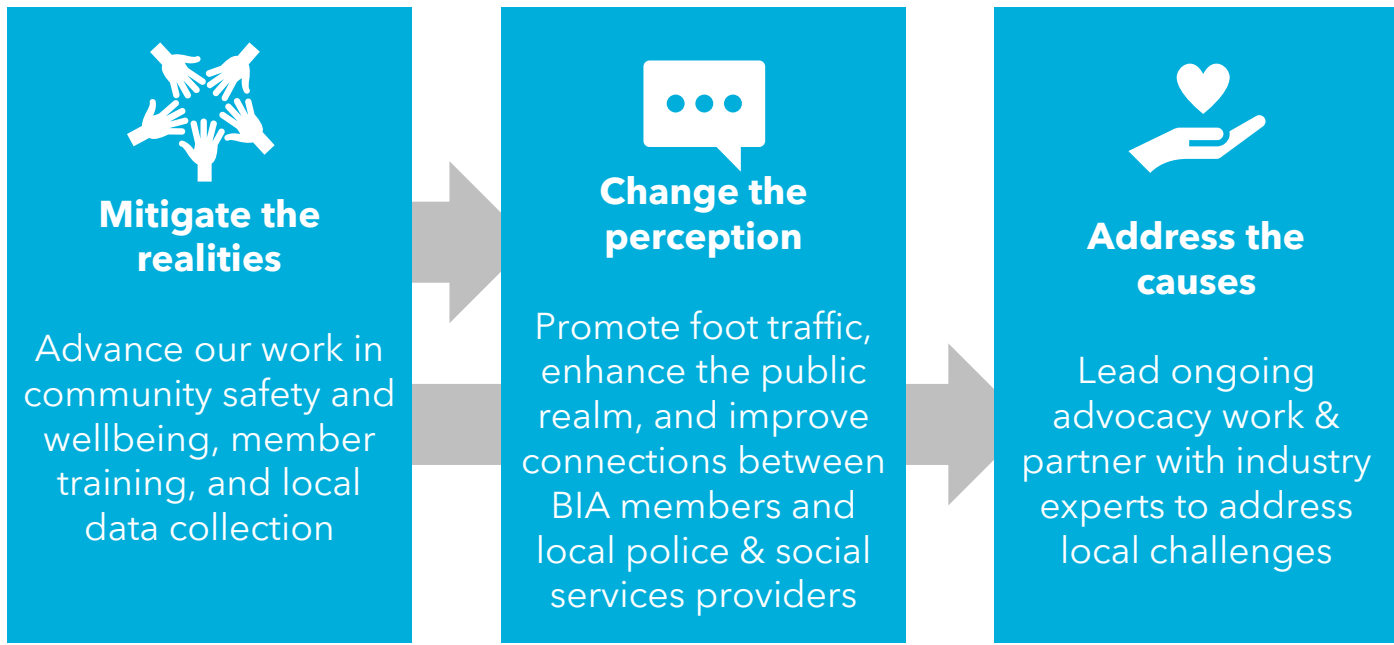 Mitigate the
realities
Advance our work in
community safety and
wellbeing, member
training, and local
data collection
Change the
perception
Promote foot traffic,
enhance the public
realm, and improve
connections between
BIA members and
local police & social
services providers
Address the
causes
Lead ongoing
advocacy work &
partner with industry
experts to address
local challenges